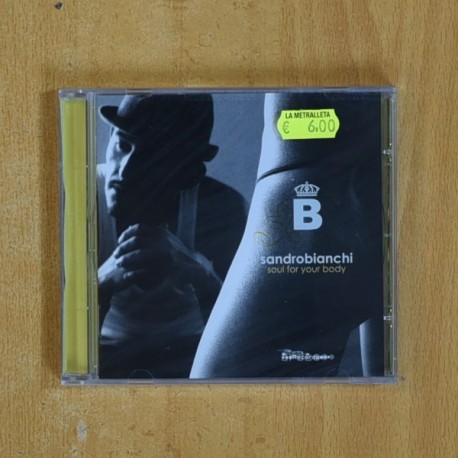 LA METRALLETA
€ 6.00
B
sandrobianchi
soul for your body